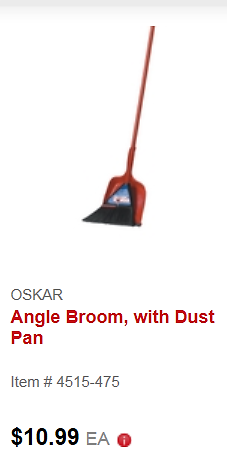 OSKAR
Angle Broom, with Dust
Pan
Item # 4515-475
$10.99 EA i